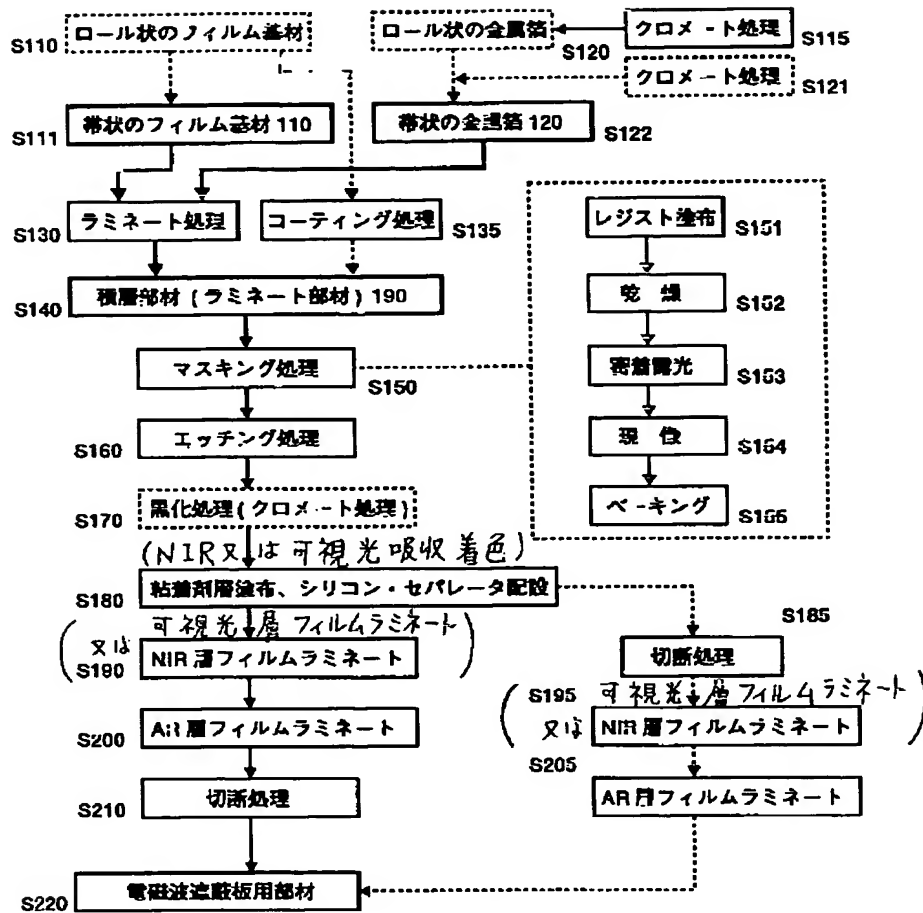 S110 ロール状のフィルム基材
ロール状の金属箔 S120
クロメート処理 S115
クロメート処理 S121
S111 帯状のフィルム基材 110
帯状の金属箔 120 S122
S130 ラミネート処理
コーティング処理 S135
S140 積層部材 ( ラミネート部材 ) 190
マスキング処理 S150
レジスト塗布 S151
乾 燥 S152
密着露光 S153
現 像 S154
ベーキング S155
S160 エッチング処理
S170 黒化処理 ( クロメート処理 )
(NIR又は可視光吸収着色)
S180 粘着剤層塗布、シリコン・セパレータ配設
(又は 可視光層フィルムラミネート)
S190 NIR 層フィルムラミネート
S200 AR 層フィルムラミネート
S210 切断処理
S185
切断処理
S195 (又は 可視光層フィルムラミネート)
NIR 層フィルムラミネート
S205
AR 層フィルムラミネート
S220 電磁波遮蔽板用部材